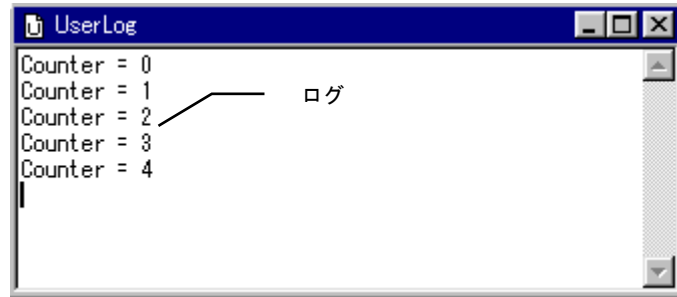 UserLog
Counter = 0
Counter = 1
Counter = 2
ログ
Counter = 3
Counter = 4